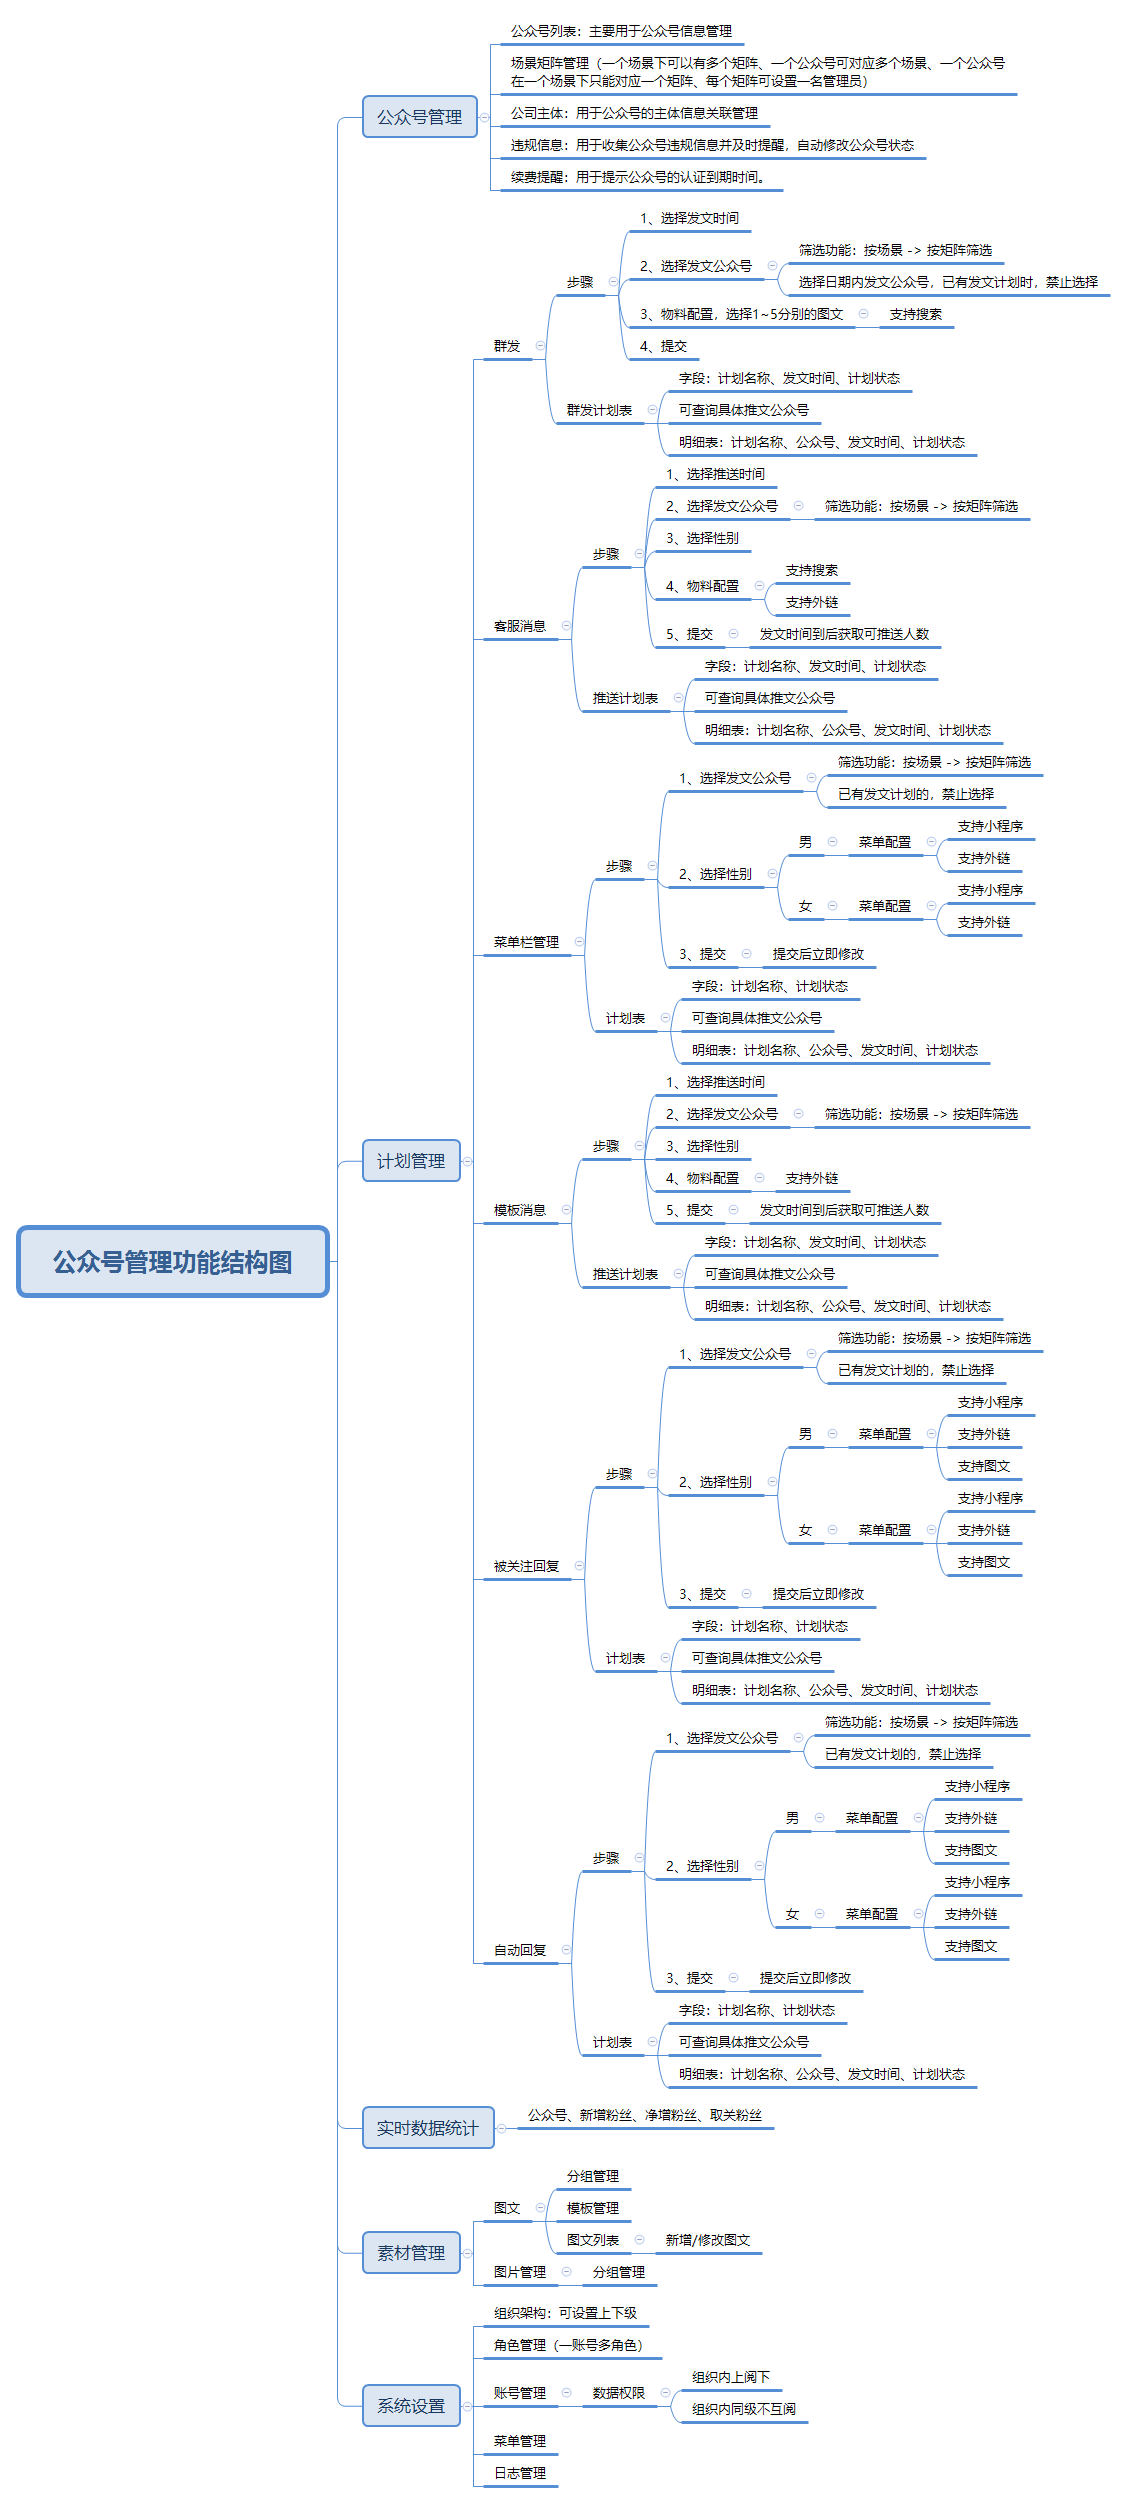 公众号管理功能结构图
公众号管理
公众号列表：主要用于公众号信息管理
场景矩阵管理（一个场景下可以有多个矩阵、一个公众号可对应多个场景、一个公众号
在一个场景下只能对应一个矩阵、每个矩阵可设置一名管理员）
公司主体：用于公众号的主体信息关联管理
违规信息：用于收集公众号违规信息并及时提醒，自动修改公众号状态
续费提醒：用于提示公众号的认证到期时间。
计划管理
群发
步骤
1、选择发文时间
2、选择发文公众号
筛选功能：按场景 -> 按矩阵筛选
选择日期内发文公众号，已有发文计划时，禁止选择
3、物料配置，选择1~5分别的图文
支持搜索
4、提交
群发计划表
字段：计划名称、发文时间、计划状态
可查询具体推文公众号
明细表：计划名称、公众号、发文时间、计划状态
客服消息
步骤
1、选择推送时间
2、选择发文公众号
筛选功能：按场景 -> 按矩阵筛选
3、选择性别
4、物料配置
支持搜索
支持外链
5、提交
发文时间到后获取可推送人数
推送计划表
字段：计划名称、发文时间、计划状态
可查询具体推文公众号
明细表：计划名称、公众号、发文时间、计划状态
菜单栏管理
步骤
1、选择发文公众号
筛选功能：按场景 -> 按矩阵筛选
已有发文计划的，禁止选择
2、选择性别
男
菜单配置
支持小程序
支持外链
女
菜单配置
支持小程序
支持外链
3、提交
提交后立即修改
计划表
字段：计划名称、计划状态
可查询具体推文公众号
明细表：计划名称、公众号、发文时间、计划状态
模板消息
步骤
1、选择推送时间
2、选择发文公众号
筛选功能：按场景 -> 按矩阵筛选
3、选择性别
4、物料配置
支持外链
5、提交
发文时间到后获取可推送人数
推送计划表
字段：计划名称、发文时间、计划状态
可查询具体推文公众号
明细表：计划名称、公众号、发文时间、计划状态
被关注回复
步骤
1、选择发文公众号
筛选功能：按场景 -> 按矩阵筛选
已有发文计划的，禁止选择
2、选择性别
男
菜单配置
支持小程序
支持外链
支持图文
女
菜单配置
支持小程序
支持外链
支持图文
3、提交
提交后立即修改
计划表
字段：计划名称、计划状态
可查询具体推文公众号
明细表：计划名称、公众号、发文时间、计划状态
自动回复
步骤
1、选择发文公众号
筛选功能：按场景 -> 按矩阵筛选
已有发文计划的，禁止选择
2、选择性别
男
菜单配置
支持小程序
支持外链
支持图文
女
菜单配置
支持小程序
支持外链
支持图文
3、提交
提交后立即修改
计划表
字段：计划名称、计划状态
可查询具体推文公众号
明细表：计划名称、公众号、发文时间、计划状态
实时数据统计
公众号、新增粉丝、净增粉丝、取关粉丝
素材管理
图文
分组管理
模板管理
图文列表
新增/修改图文
图片管理
分组管理
系统设置
组织架构：可设置上下级
角色管理（一账号多角色）
账号管理
数据权限
组织内上阅下
组织内同级不互阅
菜单管理
日志管理